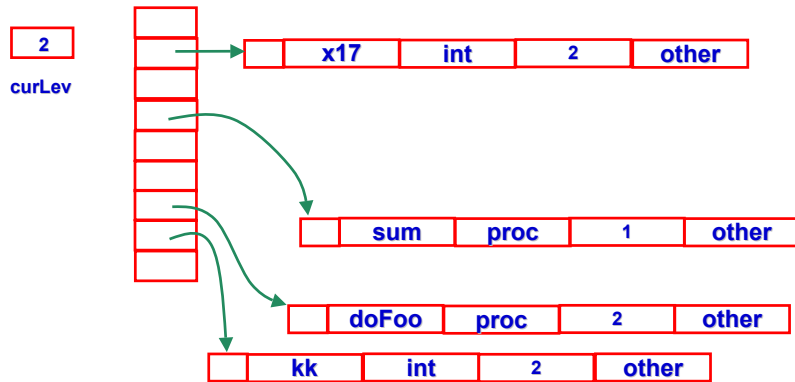 2
curLev
x17 int 2 other
sum proc 1 other
doFoo proc 2 other
kk int 2 other